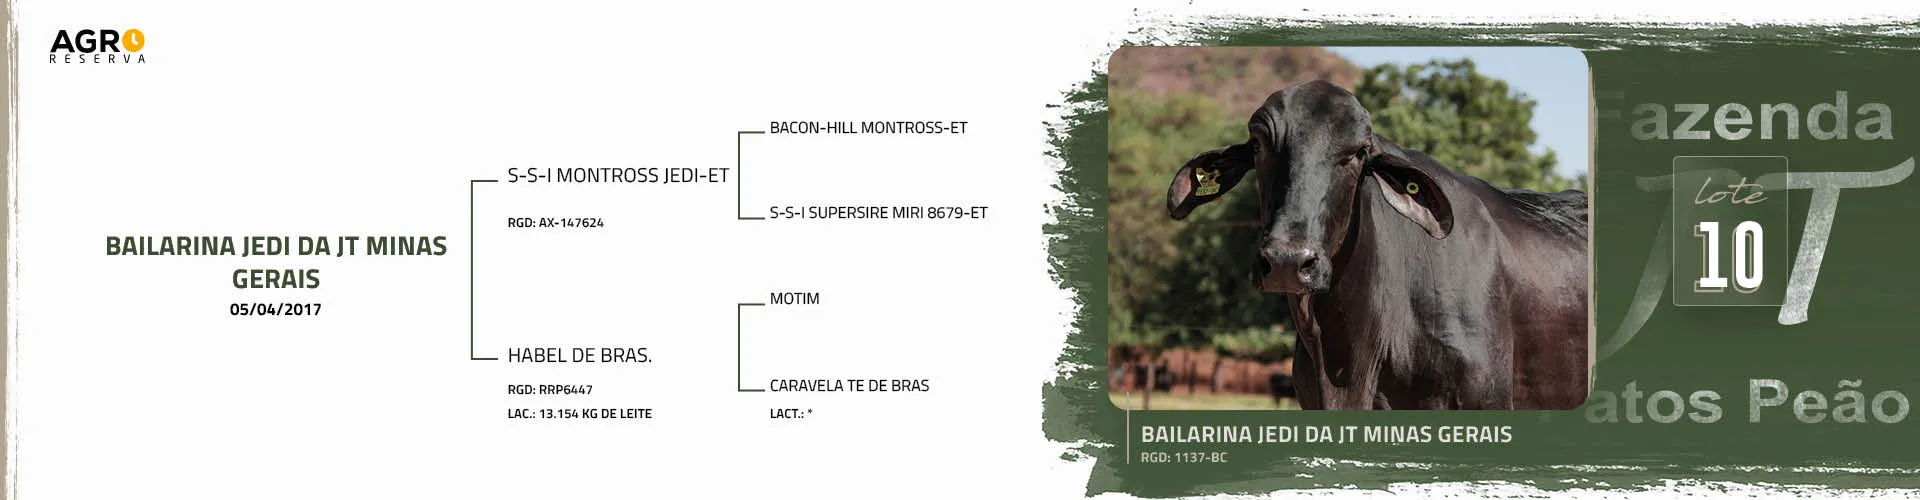 AGRO
RESERVA
BAILARINA JEDI DA JT MINAS
GERAIS
05/04/2017
S-S-I MONTROSS JEDI-ET
RGD: AX-147624
HABEL DE BRAS.
RGD: RRP6447
LAC.: 13.154 KG DE LEITE
BACON-HILL MONTROSS-ET
S-S-I SUPERSIRE MIRI 8679-ET
MOTIM
CARAVELA TE DE BRAS
LACT.: *
Fazenda
JT
lote
10
atos Peão
BAILARINA JEDI DA JT MINAS GERAIS
RGD: 1137-BC